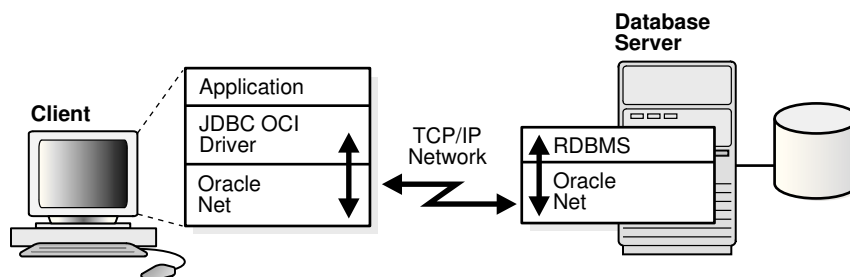 Database
Server
Client
Application
JDBC OCI
Driver
Oracle
Net
TCP/IP
Network
RDBMS
Oracle
Net